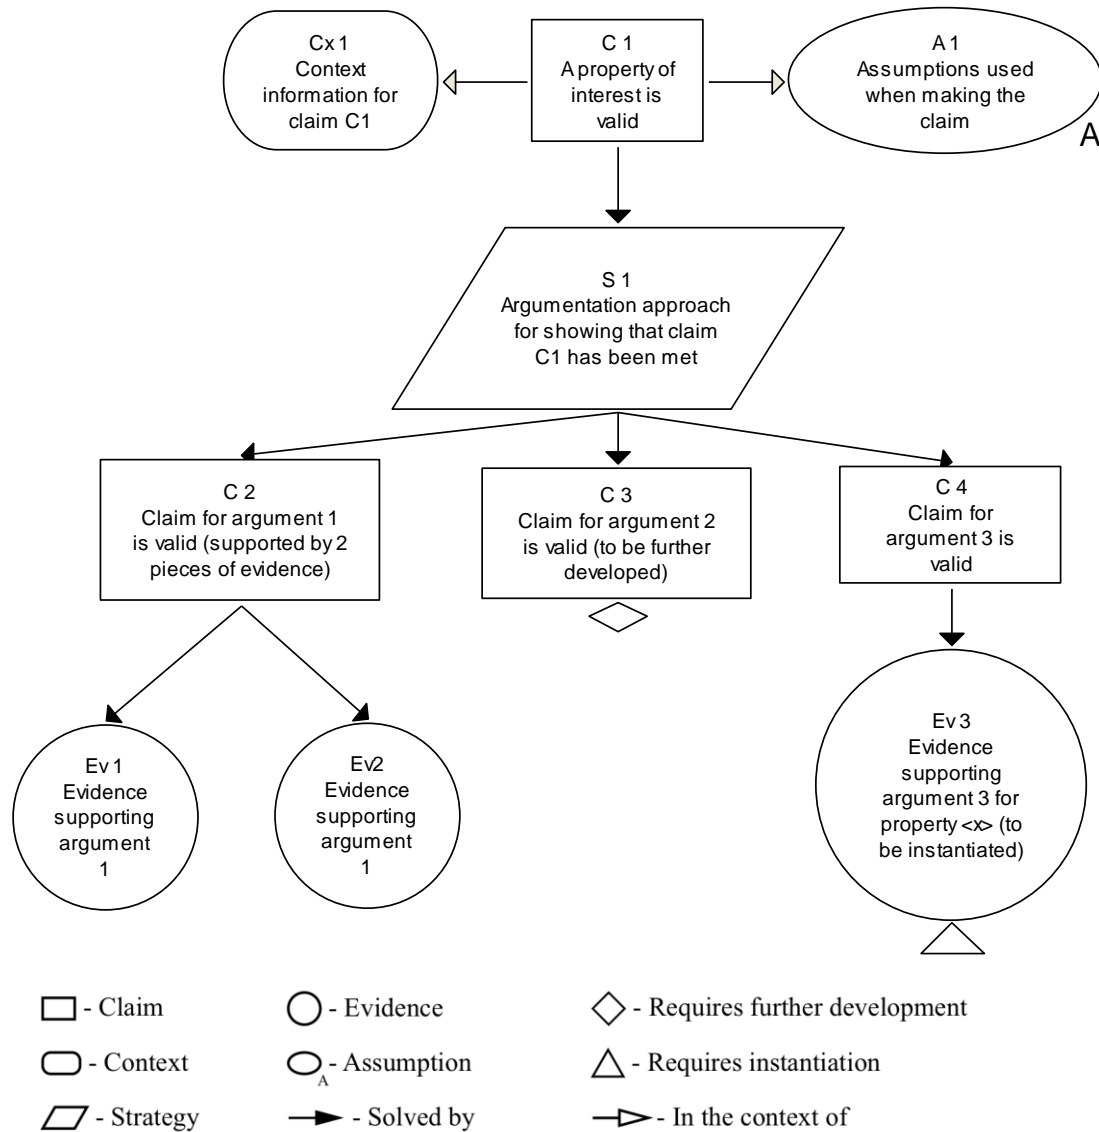 Cx 1
Context
information for
claim C1
C 1
A property of
interest is
valid
A 1
Assumptions used
when making the
claim
A
S 1
Argumentation approach
for showing that claim
C1 has been met
C 2
Claim for argument 1
is valid (supported by 2
pieces of evidence)
C 3
Claim for argument 2
is valid (to be further
developed)
C 4
Claim for
argument 3 is
valid
Ev 1
Evidence
supporting
argument
1
Ev2
Evidence
supporting
argument
1
Ev 3
Evidence
supporting
argument 3 for
property <x> (to
be instantiated)
- Claim
- Evidence
- Requires further development
- Context
A
- Assumption
- Requires instantiation
- Strategy
- Solved by
- In the context of